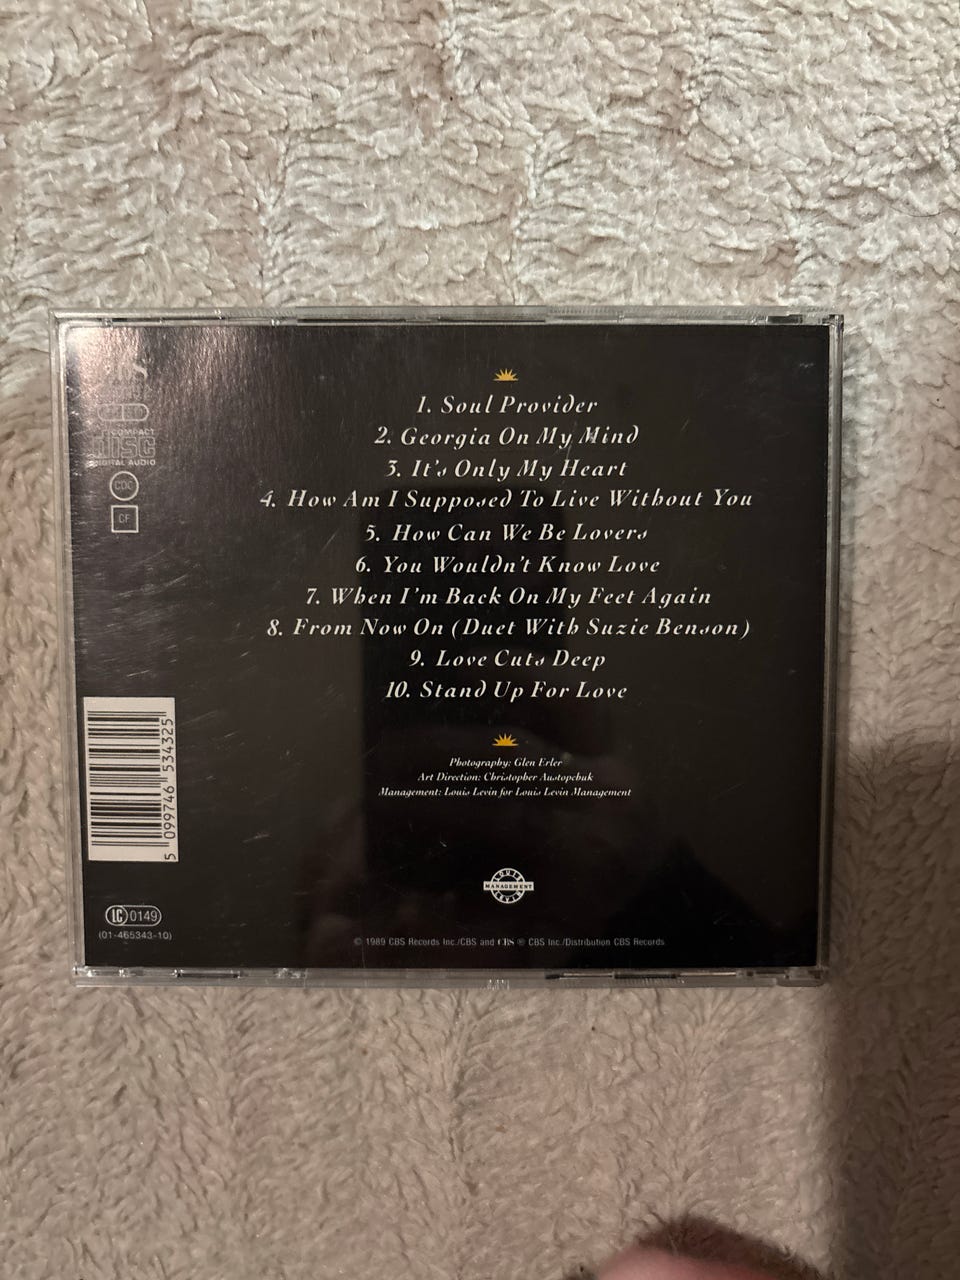 1. Soul Provider
2. Georgia On My Mind
3. It's Only My Heart
4. How Am I Supposed To Live Without You
5. How Can We Be Lovers
6. You Wouldn't Know Love
7. When I'm Back On My Feet Again
8. From Now On (Duet With Suzie Benson)
9. Love Cuts Deep
10. Stand Up For Love
Photography: Glen Erler
Art Direction: Christopher Austopchuk
Management: Louis Levin for Louis Levin Management
LOUIS
MANAGEMENT
LEVIN
© 1989 CBS Records Inc./CBS and CBS ® CBS Inc./Distribution CBS Records
COMPACT
DISC
DIGITAL AUDIO
CDC
CF
5 099746 534325
LC 0149
(01-465343-10)